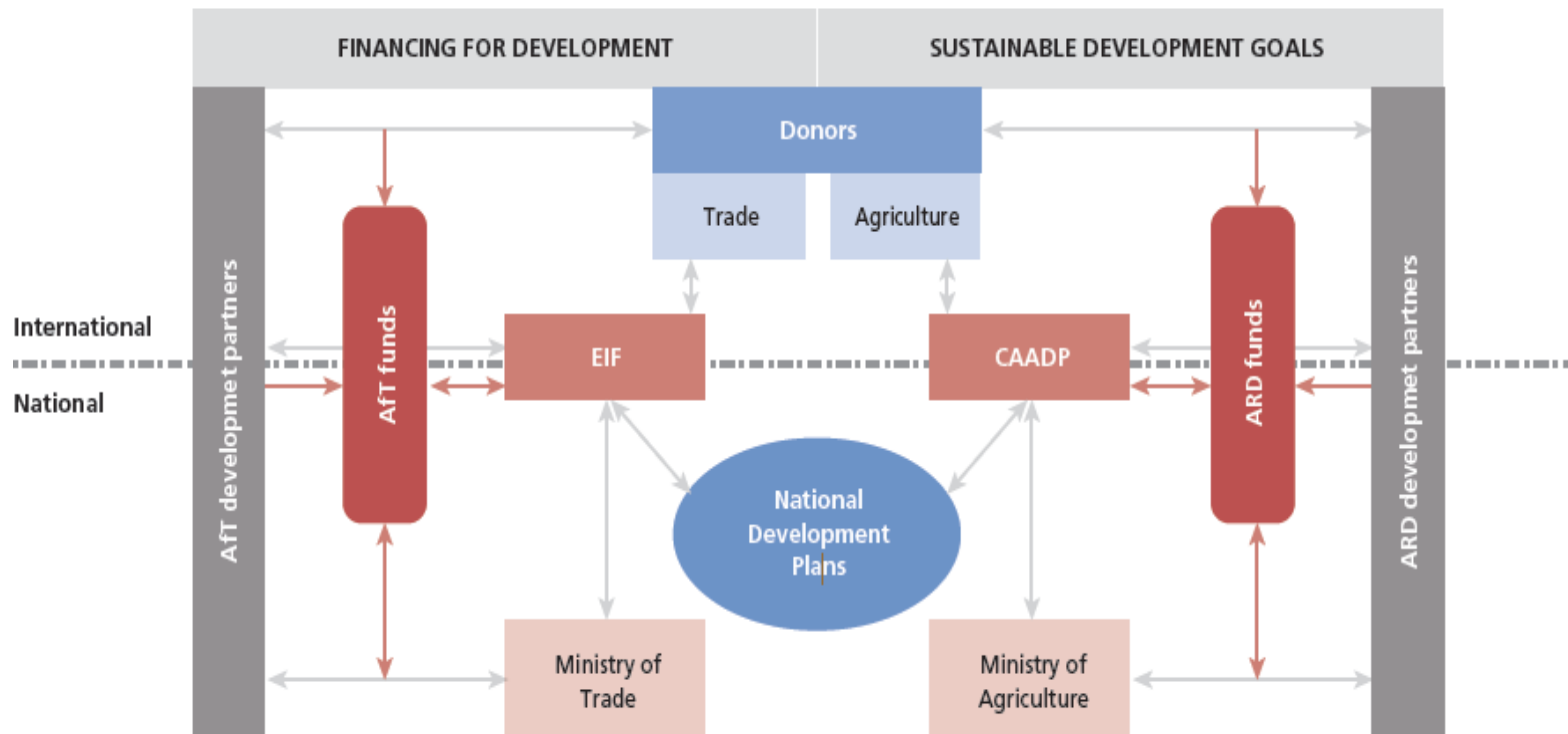 FINANCING FOR DEVELOPMENT
SUSTAINABLE DEVELOPMENT GOALS
Donors
Trade
Agriculture
AfT developmet partners
AfT funds
International
National
EIF
CAADP
ARD funds
ARD developmet partners
National
Development
Plans
Ministry of
Trade
Ministry of
Agriculture